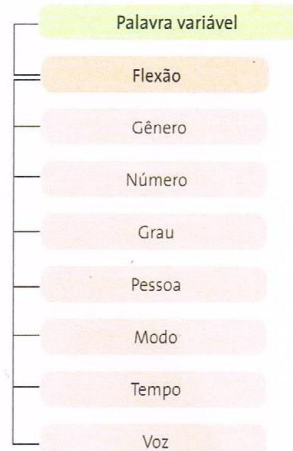 Palavra variável
Flexão
Gênero
Número
Grau
Pessoa
Modo
Tempo
Voz